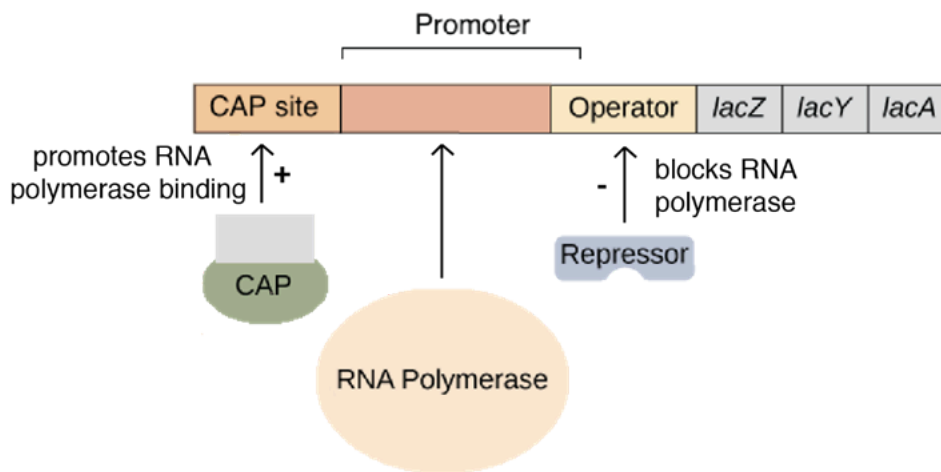 Promoter
CAP site
Operator
lacZ
lacY
lacA
promotes RNA
polymerase binding
+
-
blocks RNA
polymerase
CAP
Repressor
RNA Polymerase